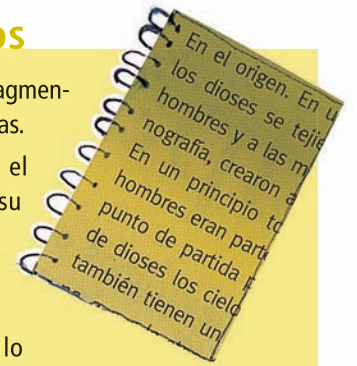 os
agmen-
as.
el
su
lo
En el origen. En u
los dioses se tejie
hombres y a las m
nografía, crearon a
En un principio to
hombres eran part
punto de partida
de dioses los cielo
también tienen un